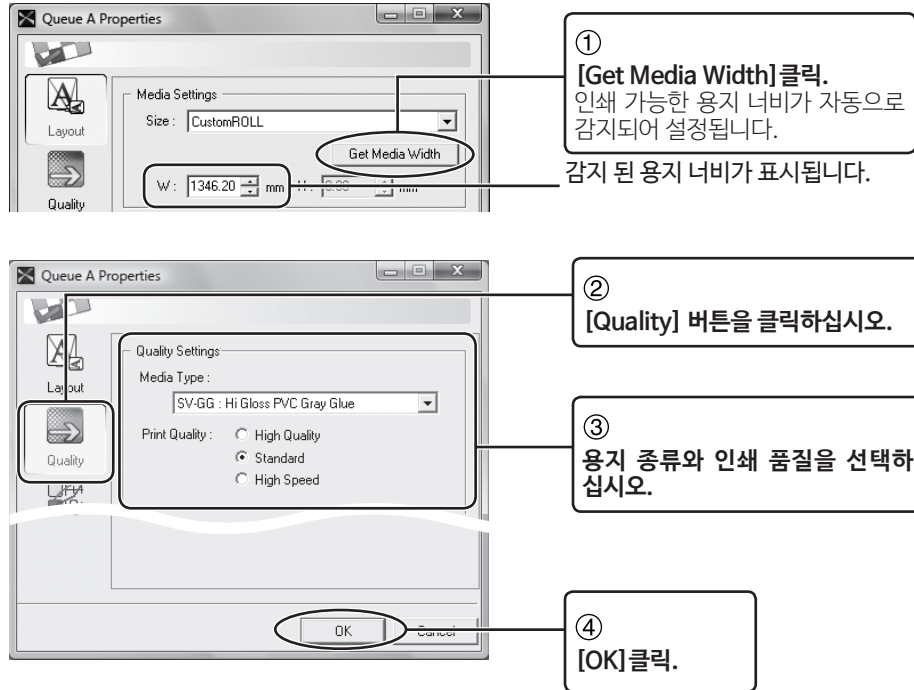 Queue A Properties
①
[Get Media Width]클릭.
인쇄 가능한 용지 너비가 자동으로
감지되어 설정됩니다.
Layout
Media Settings
Size : CustomROLL
Get Media Width
W : 1346.20 mm
감지 된 용지 너비가 표시됩니다.
Quality
Queue A Properties
②
[Quality] 버튼을 클릭하십시오.
Layout
Quality Settings
Media Type :
SV-GG : Hi Gloss PVC Gray Glue
Print Quality : High Quality
Standard
High Speed
Quality
③
용지 종류와 인쇄 품질을 선택하
십시오.
OK Cancel
④
[OK]클릭.